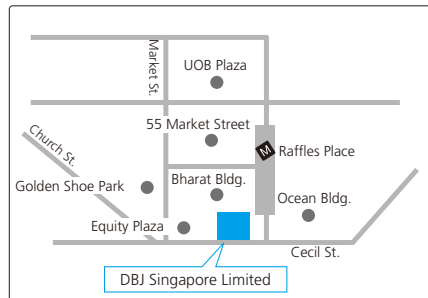 Market St.
UOB Plaza
Church St.
55 Market Street
M
Raffles Place
Golden Shoe Park
Bharat Bldg.
Ocean Bldg.
Equity Plaza
Cecil St.
DBJ Singapore Limited